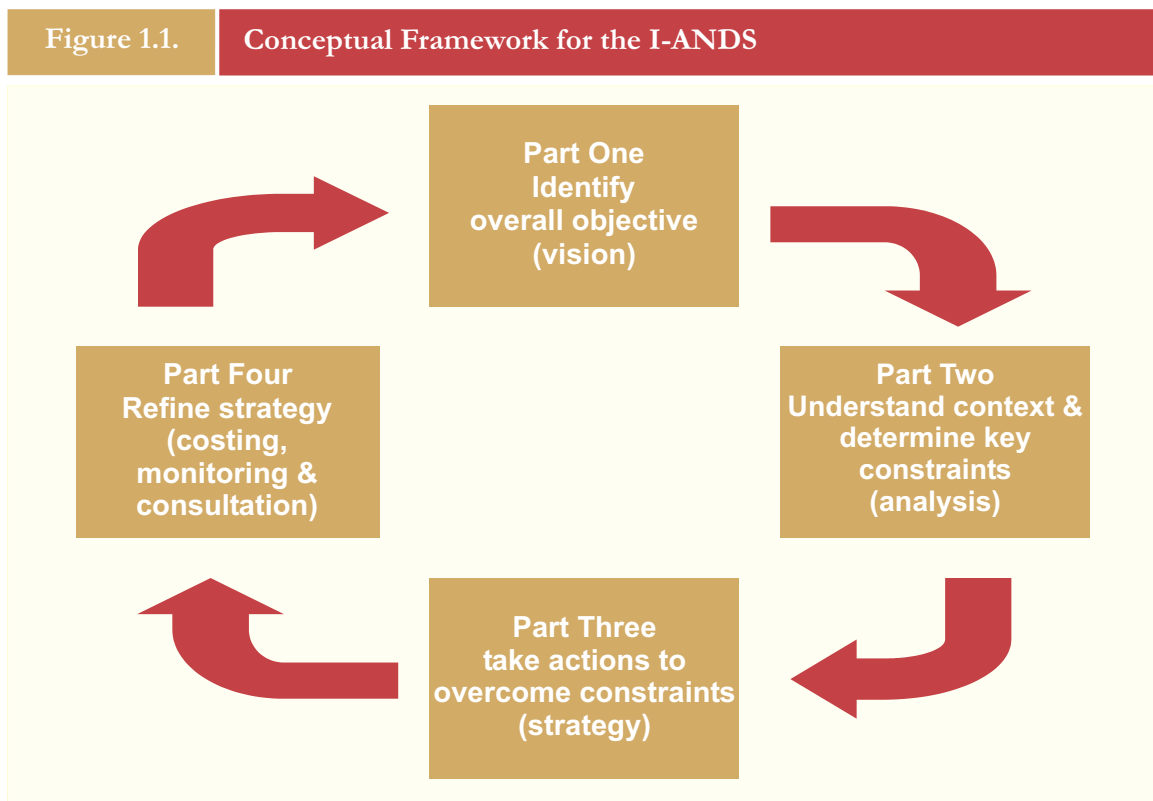 Figure 1.1.
Conceptual Framework for the I-ANDS
Part One
Identify
overall objective
(vision)
Part Two
Understand context &
determine key
constraints
(analysis)
Part Three
take actions to
overcome constraints
(strategy)
Part Four
Refine strategy
(costing,
monitoring &
consultation)